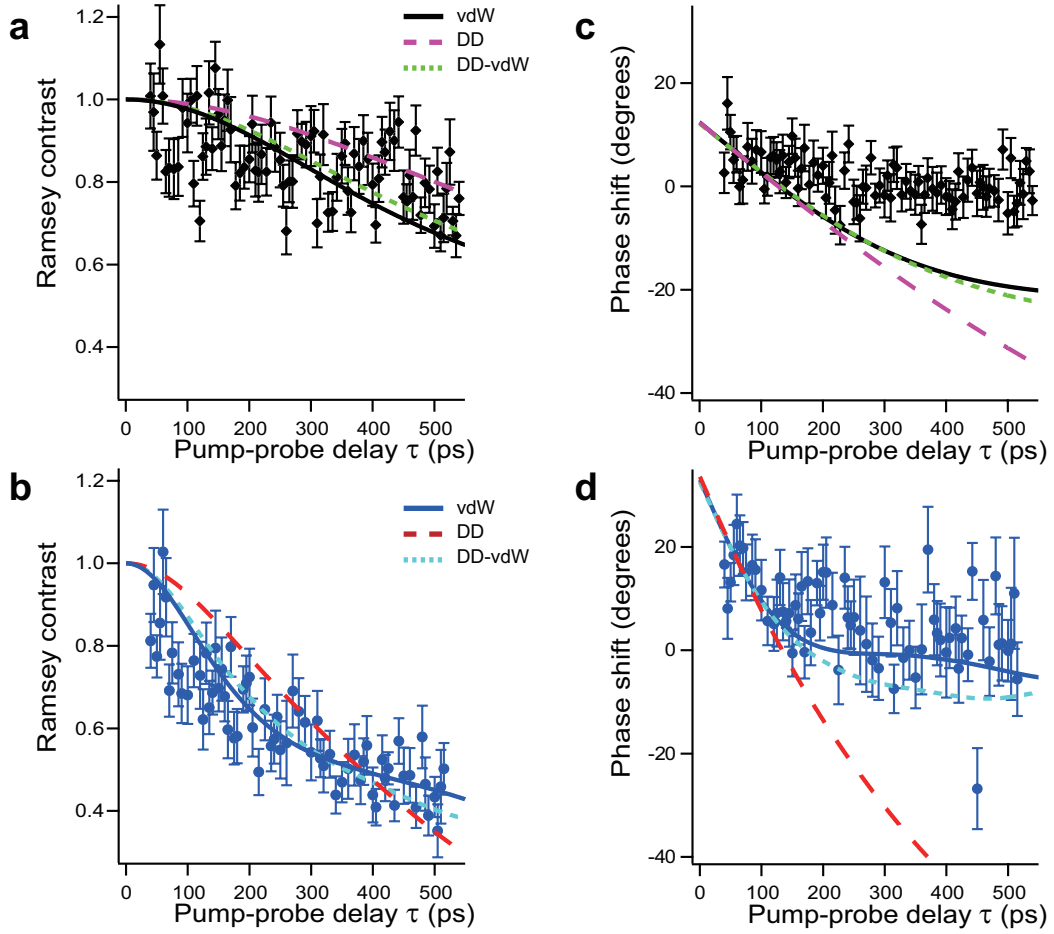 a
vdW
DD
DD-vdW
Ramsey contrast
1.2
1.0
0.8
0.6
0.4
0 100 200 300 400 500
Pump-probe delay τ (ps)
c
Phase shift (degrees)
20
0
-20
-40
0 100 200 300 400 500
Pump-probe delay τ (ps)
b
vdW
DD
DD-vdW
Ramsey contrast
1.2
1.0
0.8
0.6
0.4
0 100 200 300 400 500
Pump-probe delay τ (ps)
d
Phase shift (degrees)
20
0
-20
-40
0 100 200 300 400 500
Pump-probe delay τ (ps)